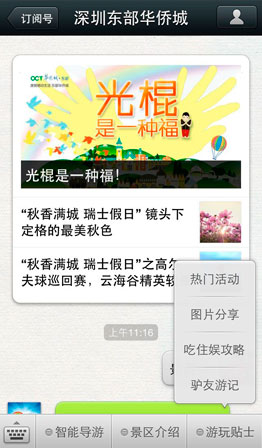 订阅号
深圳东部华侨城
OCT 华侨城
光棍
是一种福
光棍是一种福!
“秋香满城 瑞士假日” 镜头下
定格的最美秋色
“秋香满城 瑞士假日”之高尔
夫球巡回赛，云海谷精英较
上午11:16
热门活动
图片分享
吃住娱攻略
驴友游记
智能导游
景区介绍
游玩贴士